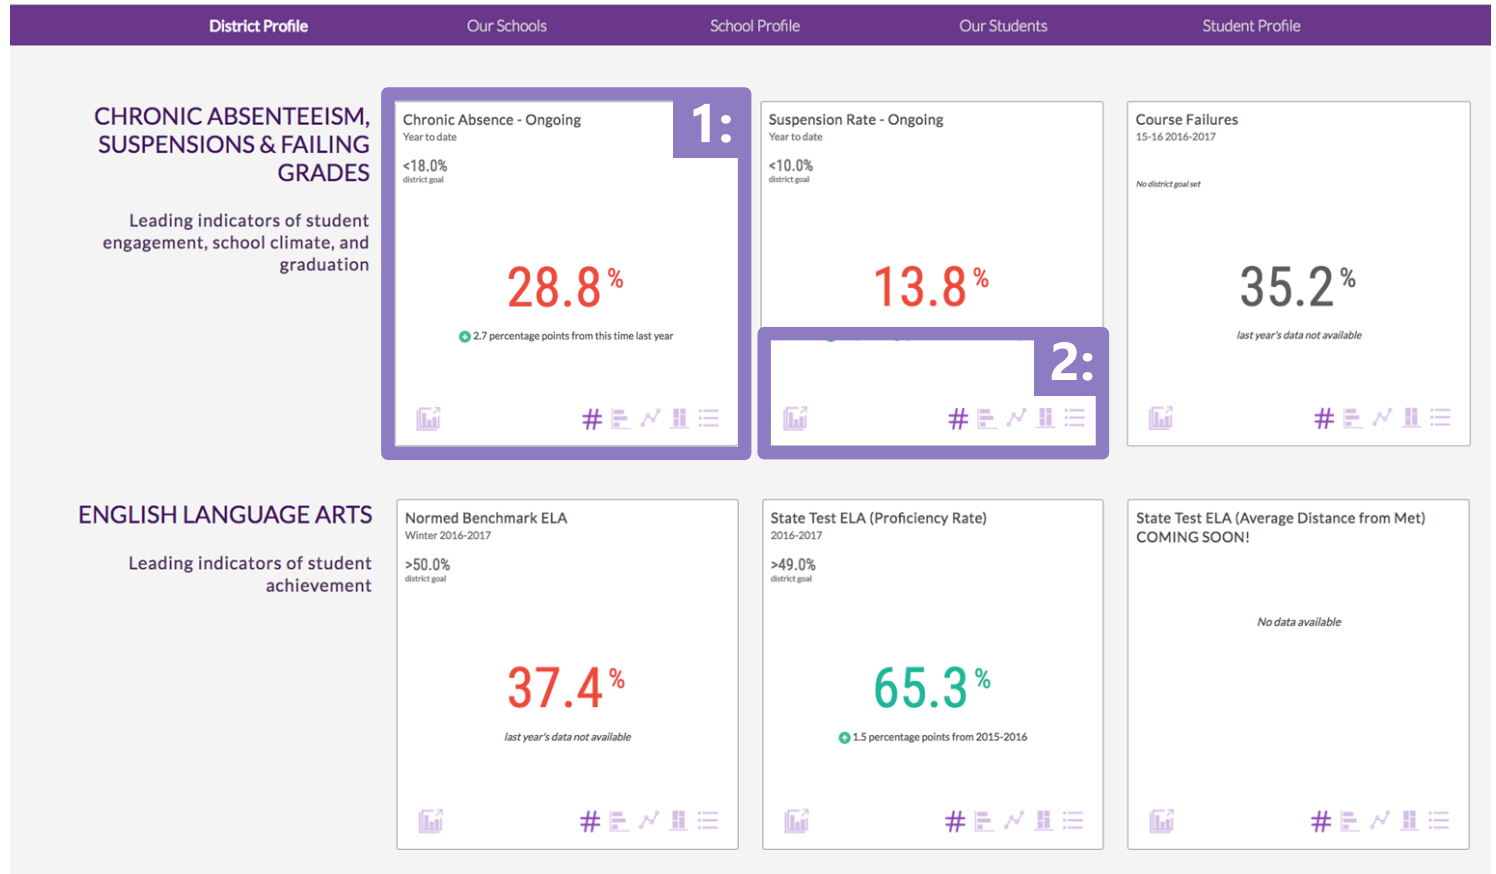 District Profile
Our Schools
School Profile
Our Students
Student Profile
CHRONIC ABSENTEEISM,
SUSPENSIONS & FAILING
GRADES
Leading indicators of student
engagement, school climate, and
graduation
1:
Chronic Absence - Ongoing
Year to date
<18.0%
district goal
28.8%
2.7 percentage points from this time last year
#
Suspension Rate - Ongoing
Year to date
<10.0%
district goal
13.8%
2:
#
Course Failures
15-16 2016-2017
No district goal set
35.2%
last year's data not available
#
ENGLISH LANGUAGE ARTS
Leading indicators of student
achievement
Normed Benchmark ELA
Winter 2016-2017
>50.0%
district goal
37.4%
last year's data not available
#
State Test ELA (Proficiency Rate)
2016-2017
>49.0%
district goal
65.3%
1.5 percentage points from 2015-2016
#
State Test ELA (Average Distance from Met)
COMING SOON!
No data available
#